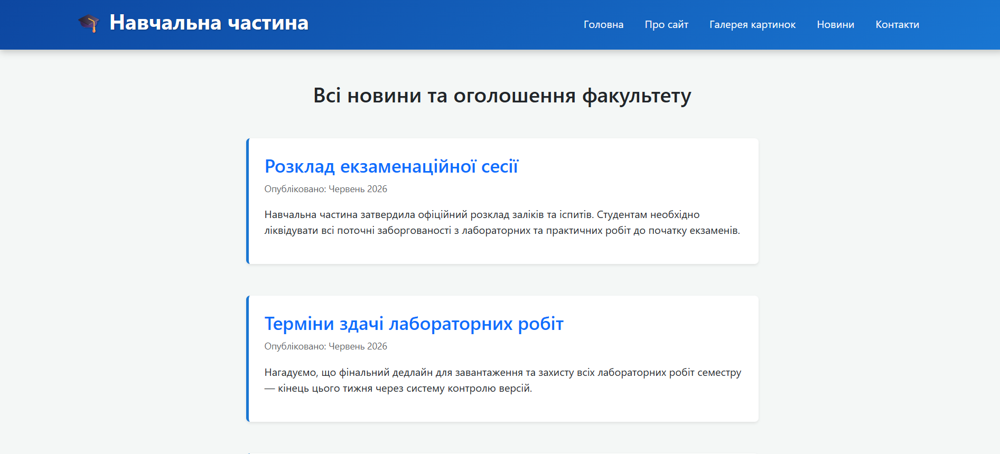 Навчальна частина
Головна
Про сайт
Галерея картинок
Новини
Контакти
Всі новини та оголошення факультету
Розклад екзаменаційної сесії
Опубліковано: Червень 2026
Навчальна частина затвердила офіційний розклад заліків та іспитів. Студентам необхідно
ліквідувати всі поточні заборгованості з лабораторних та практичних робіт до початку екзаменів.
Терміни здачі лабораторних робіт
Опубліковано: Червень 2026
Нагадуємо, що фінальний дедлайн для завантаження та захисту всіх лабораторних робіт семестру
— кінець цього тижня через систему контролю версій.